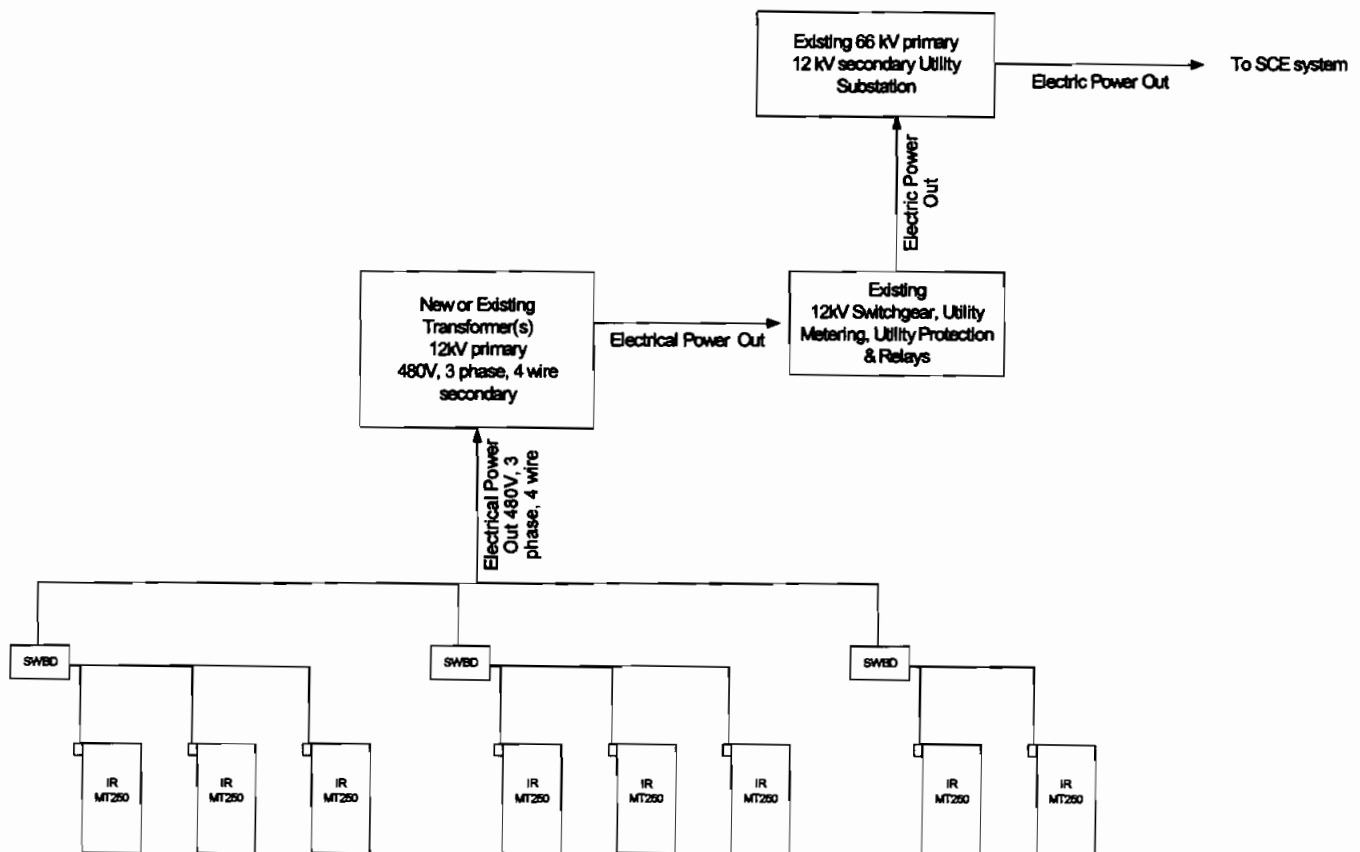 Existing 66 kV primary
12 kV secondary Utility
Substation
Electric Power Out
To SCE system
Electric Power
Out
New or Existing
Transformer(s)
12kV primary
480V, 3 phase, 4 wire
secondary
Electrical Power Out
Existing
12kV Switchgear, Utility
Metering, Utility Protection
& Relays
Electrical Power
Out 480V, 3
phase, 4 wire
SWBD
SWBD
SWBD
IR
MT250
IR
MT250
IR
MT250
IR
MT250
IR
MT250
IR
MT250
IR
MT250
IR
MT250